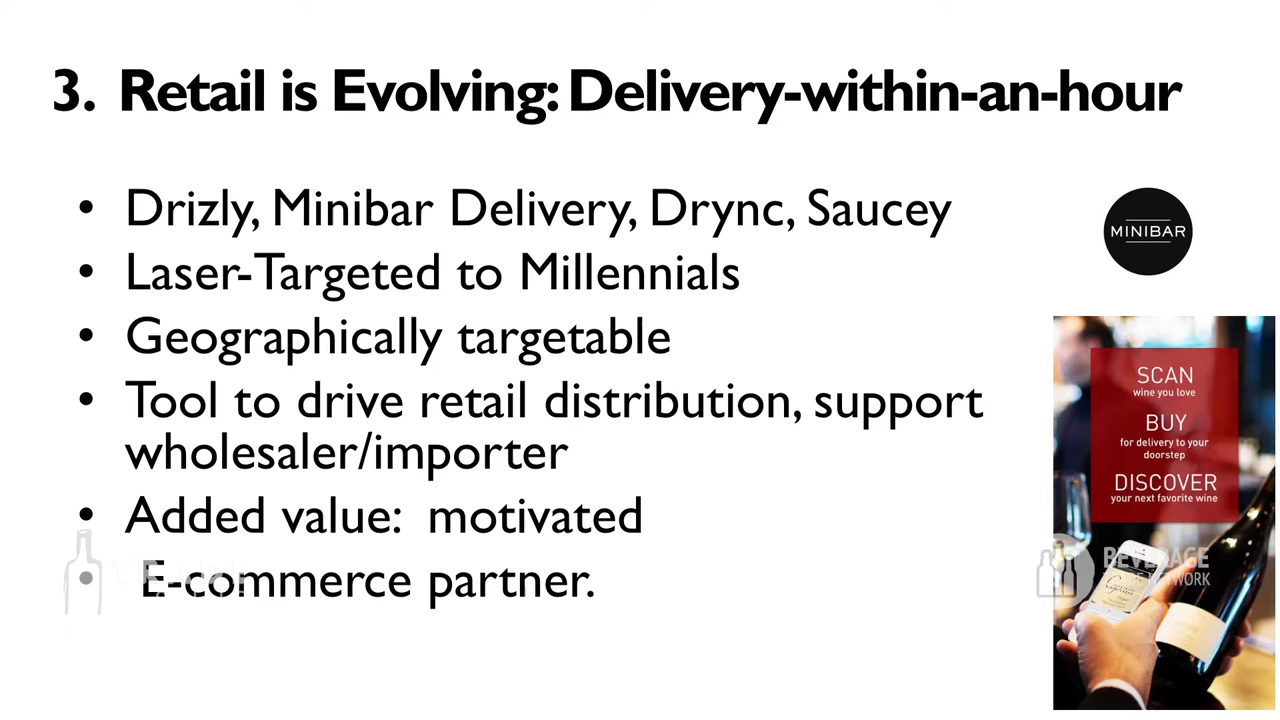 3. Retail is Evolving: Delivery-within-an-hour
• Drizly, Minibar Delivery, Drync, Saucey
• Laser-Targeted to Millennials
• Geographically targetable
• Tool to drive retail distribution, support
wholesaler/importer
• Added value: motivated
• E-commerce partner.
MINIBAR
SCAN
wine you love
BUY
for delivery to your
doorstep
DISCOVER
your next favorite wine
BEVERAGE
NETWORK